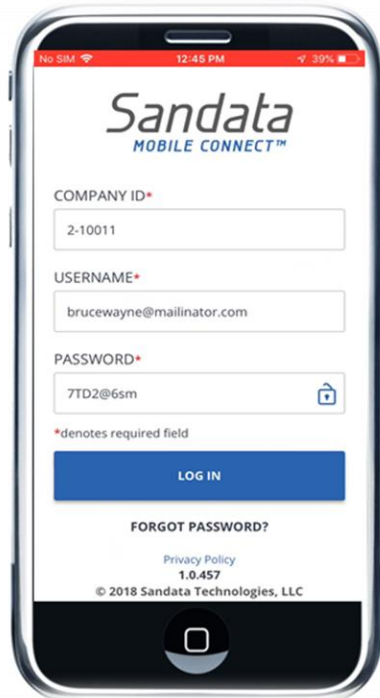 No SIM 12:45 PM 39%
Sandata
MOBILE CONNECT™
COMPANY ID*
2-10011
USERNAME*
brucewayne@mailinator.com
PASSWORD*
7TD2@6sm
*denotes required field
LOG IN
FORGOT PASSWORD?
Privacy Policy
1.0.457
© 2018 Sandata Technologies, LLC